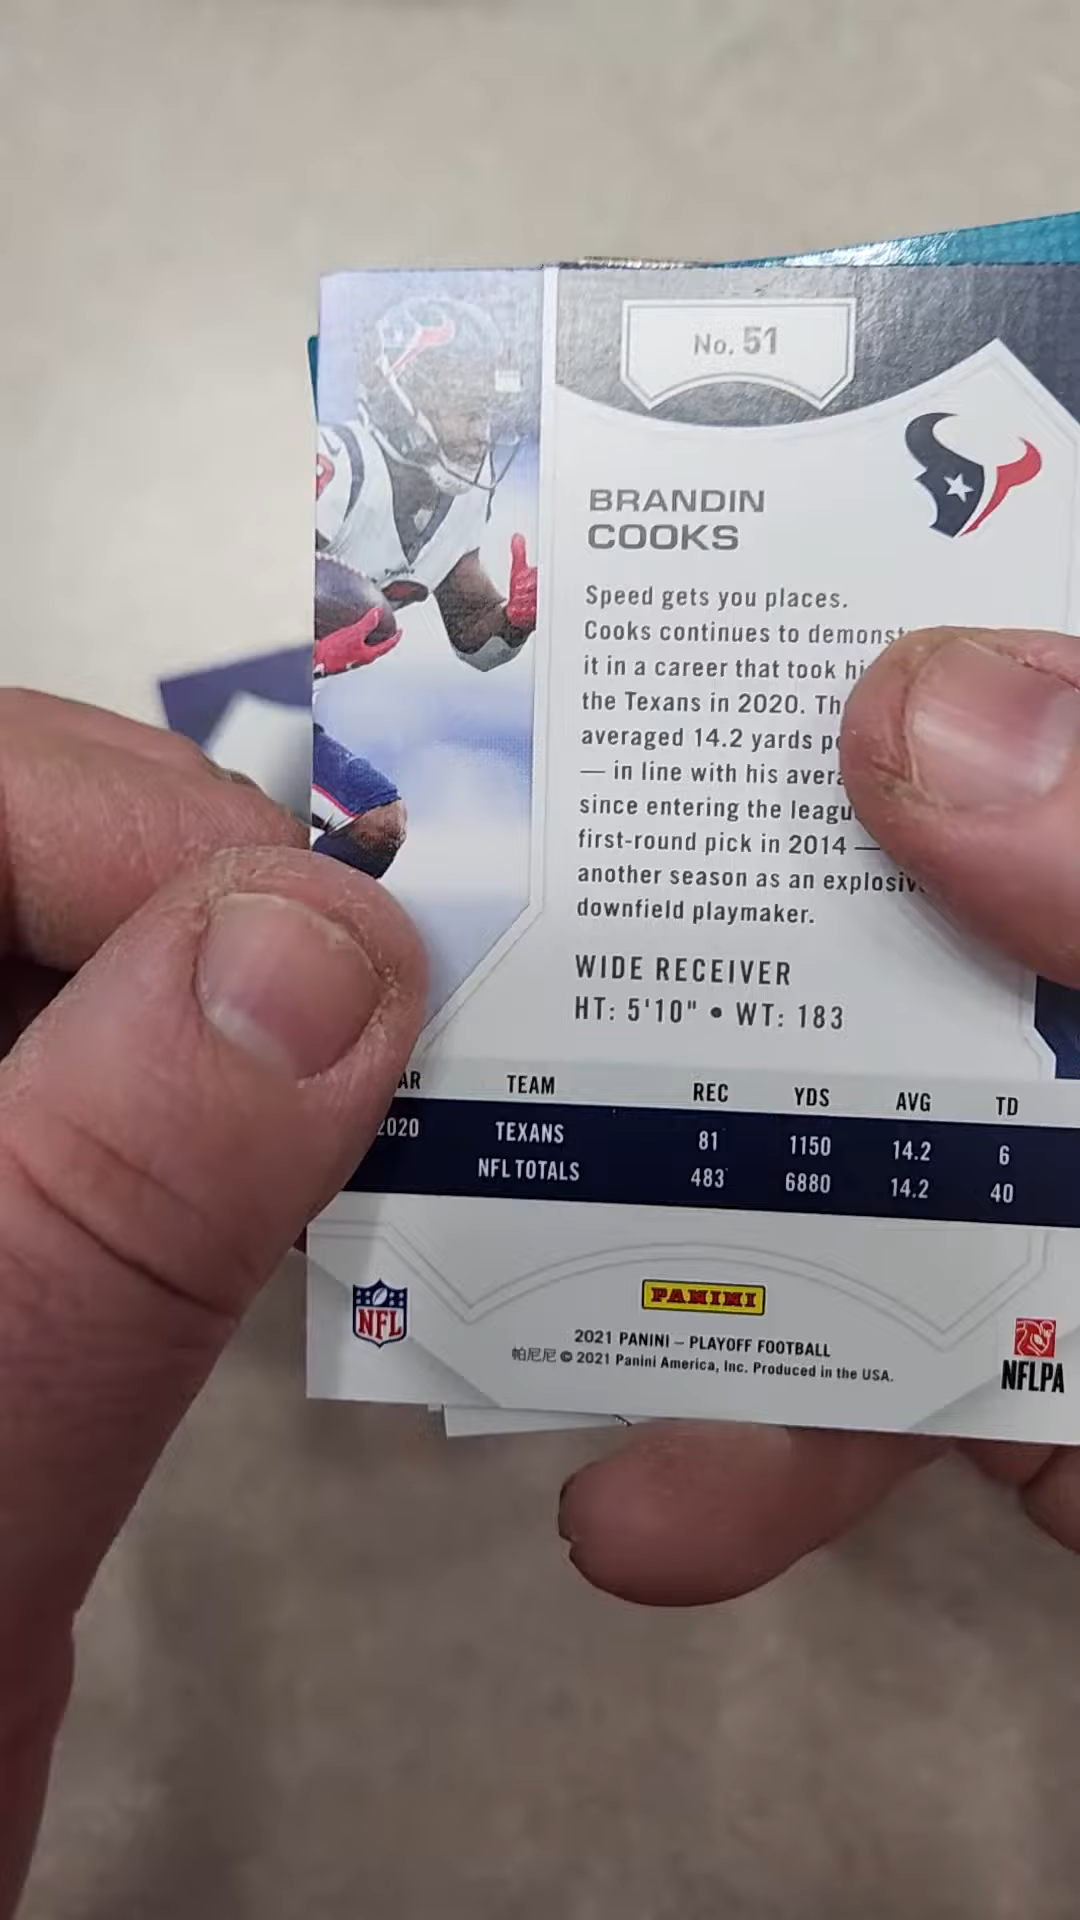 No. 51
BRANDIN
COOKS
Speed gets you places.
Cooks continues to demonst
it in a career that took hi
the Texans in 2020. Th
averaged 14.2 yards p
— in line with his avera
since entering the leagu
first-round pick in 2014 —
another season as an explosiv
downfield playmaker.
WIDE RECEIVER
HT: 5'10" • WT: 183
AR TEAM REC YDS AVG TD
2020 TEXANS 81 1150 14.2 6
NFL TOTALS 483 6880 14.2 40
NFL
PANINI
2021 PANINI – PLAYOFF FOOTBALL
帕尼尼 © 2021 Panini America, Inc. Produced in the USA.
NFLPA